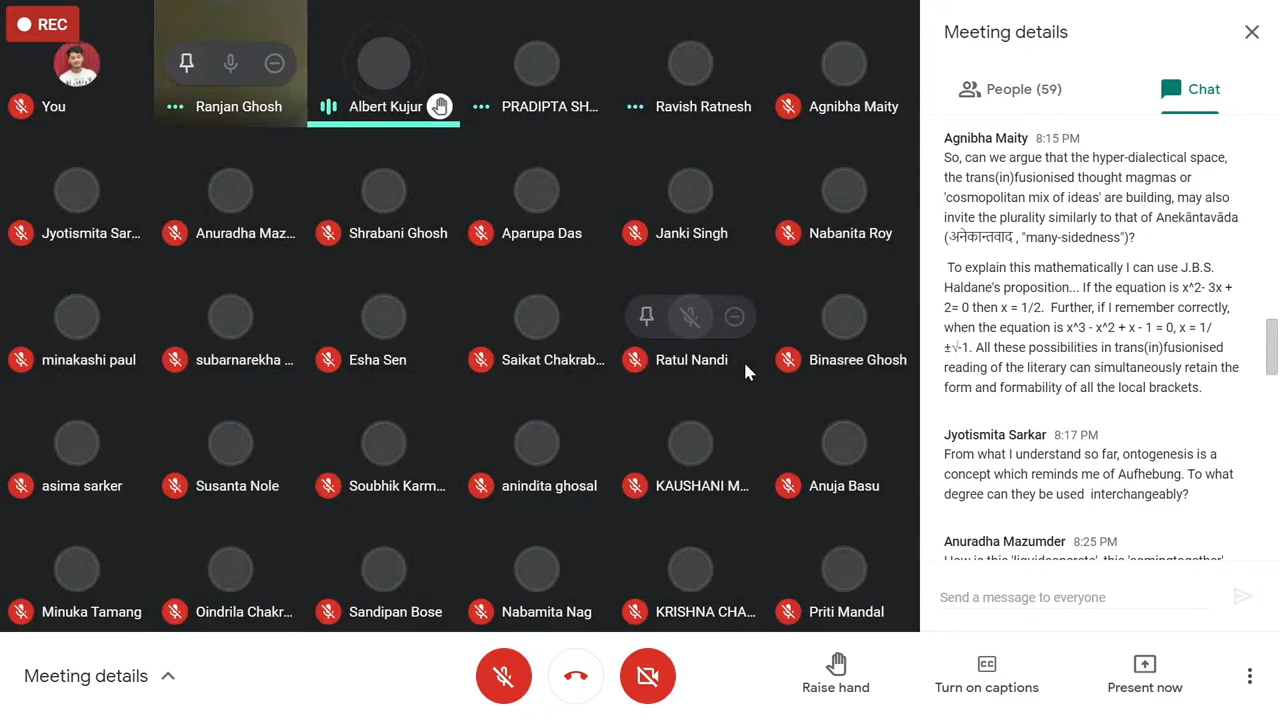 REC
You
Ranjan Ghosh
Albert Kujur
PRADIPTA SH...
Ravish Ratnesh
Agnibha Maity
Jyotismita Sar...
Anuradha Maz...
Shrabani Ghosh
Aparupa Das
Janki Singh
Nabanita Roy
minakashi paul
subarnarekha ...
Esha Sen
Saikat Chakrab...
Ratul Nandi
Binasree Ghosh
asima sarker
Susanta Nole
Soubhik Karm...
anindita ghosal
KAUSHANI M...
Anuja Basu
Minuka Tamang
Oindrila Chakr...
Sandipan Bose
Nabamita Nag
KRISHNA CHA...
Priti Mandal
Meeting details
People (59)
Chat
Agnibha Maity 8:15 PM
So, can we argue that the hyper-dialectical space,
the trans(in)fusionised thought magmas or
'cosmopolitan mix of ideas' are building, may also
invite the plurality similarly to that of Anekāntavāda
(अनेकान्तवाद , "many-sidedness")?
To explain this mathematically I can use J.B.S.
Haldane's proposition... If the equation is x^2- 3x +
2= 0 then x = 1/2. Further, if I remember correctly,
when the equation is x^3 - x^2 + x - 1 = 0, x = 1/
±√-1. All these possibilities in trans(in)fusionised
reading of the literary can simultaneously retain the
form and formability of all the local brackets.
Jyotismita Sarkar 8:17 PM
From what I understand so far, ontogenesis is a
concept which reminds me of Aufhebung. To what
degree can they be used interchangeably?
Anuradha Mazumder 8:25 PM
How is this 'liquidconcrete', this 'comingtogether'
Send a message to everyone
Meeting details
Raise hand
Turn on captions
Present now